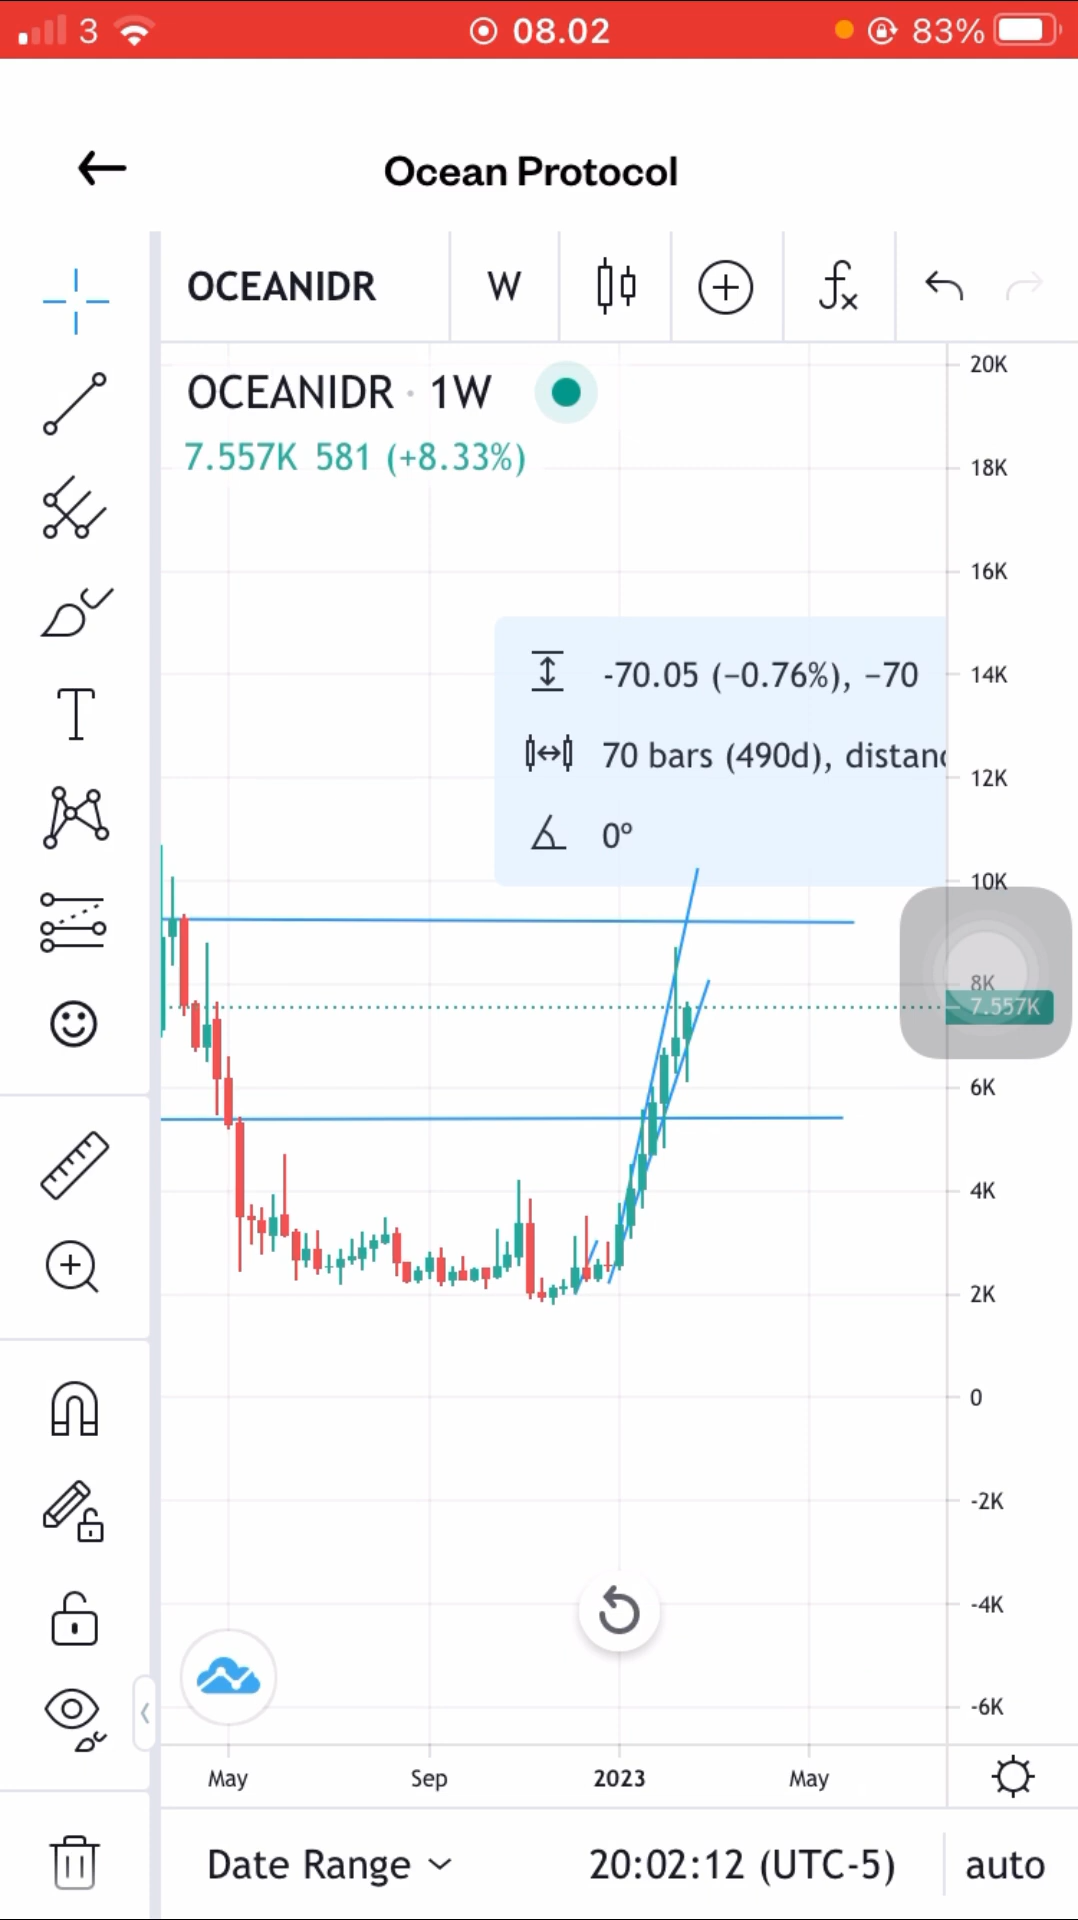 3 08.02 83%
Ocean Protocol
OCEANIDR W fx
OCEANIDR · 1W
7.557K 581 (+8.33%)
20K
18K
16K
-70.05 (−0.76%), −70
14K
70 bars (490d), distanc
12K
0º
10K
8K
7.557K
6K
4K
2K
0
-2K
-4K
-6K
May Sep 2023 May
Date Range 20:02:12 (UTC-5) auto